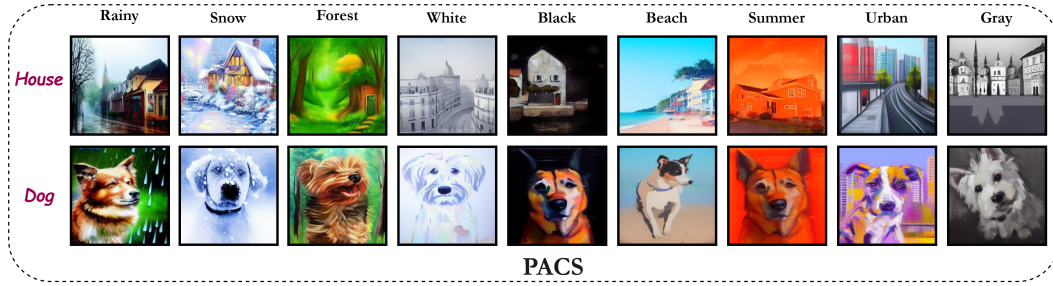 Rainy Snow Forest White Black Beach Summer Urban Gray
House
Dog
PACS